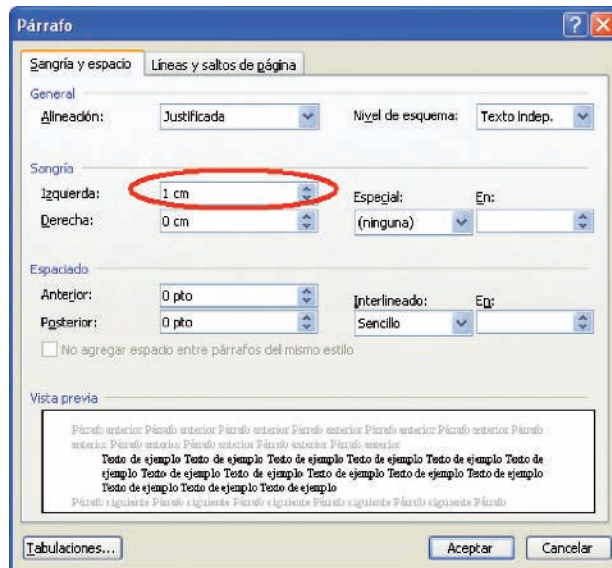 Párrafo
Sangría y espacio Líneas y saltos de página
General
Alineación: Justificada Nivel de esquema: Texto indep.
Sangría
Izquierda: 1 cm Especial: En:
Derecha: 0 cm (ninguna)
Espaciado
Anterior: 0 pto Interlineado: En:
Posterior: 0 pto Sencillo
No agregar espacio entre párrafos del mismo estilo
Vista previa
Párrafo anterior Párrafo anterior Párrafo anterior Párrafo anterior Párrafo anterior Párrafo anterior Párrafo
anterior Párrafo anterior Párrafo anterior Párrafo anterior Párrafo anterior
Texto de ejemplo Texto de ejemplo Texto de ejemplo Texto de ejemplo Texto de ejemplo Texto de
ejemplo Texto de ejemplo Texto de ejemplo Texto de ejemplo Texto de ejemplo Texto de ejemplo
Texto de ejemplo Texto de ejemplo Texto de ejemplo
Párrafo siguiente Párrafo siguiente Párrafo siguiente Párrafo siguiente Párrafo siguiente Párrafo
Tabulaciones... Aceptar Cancelar